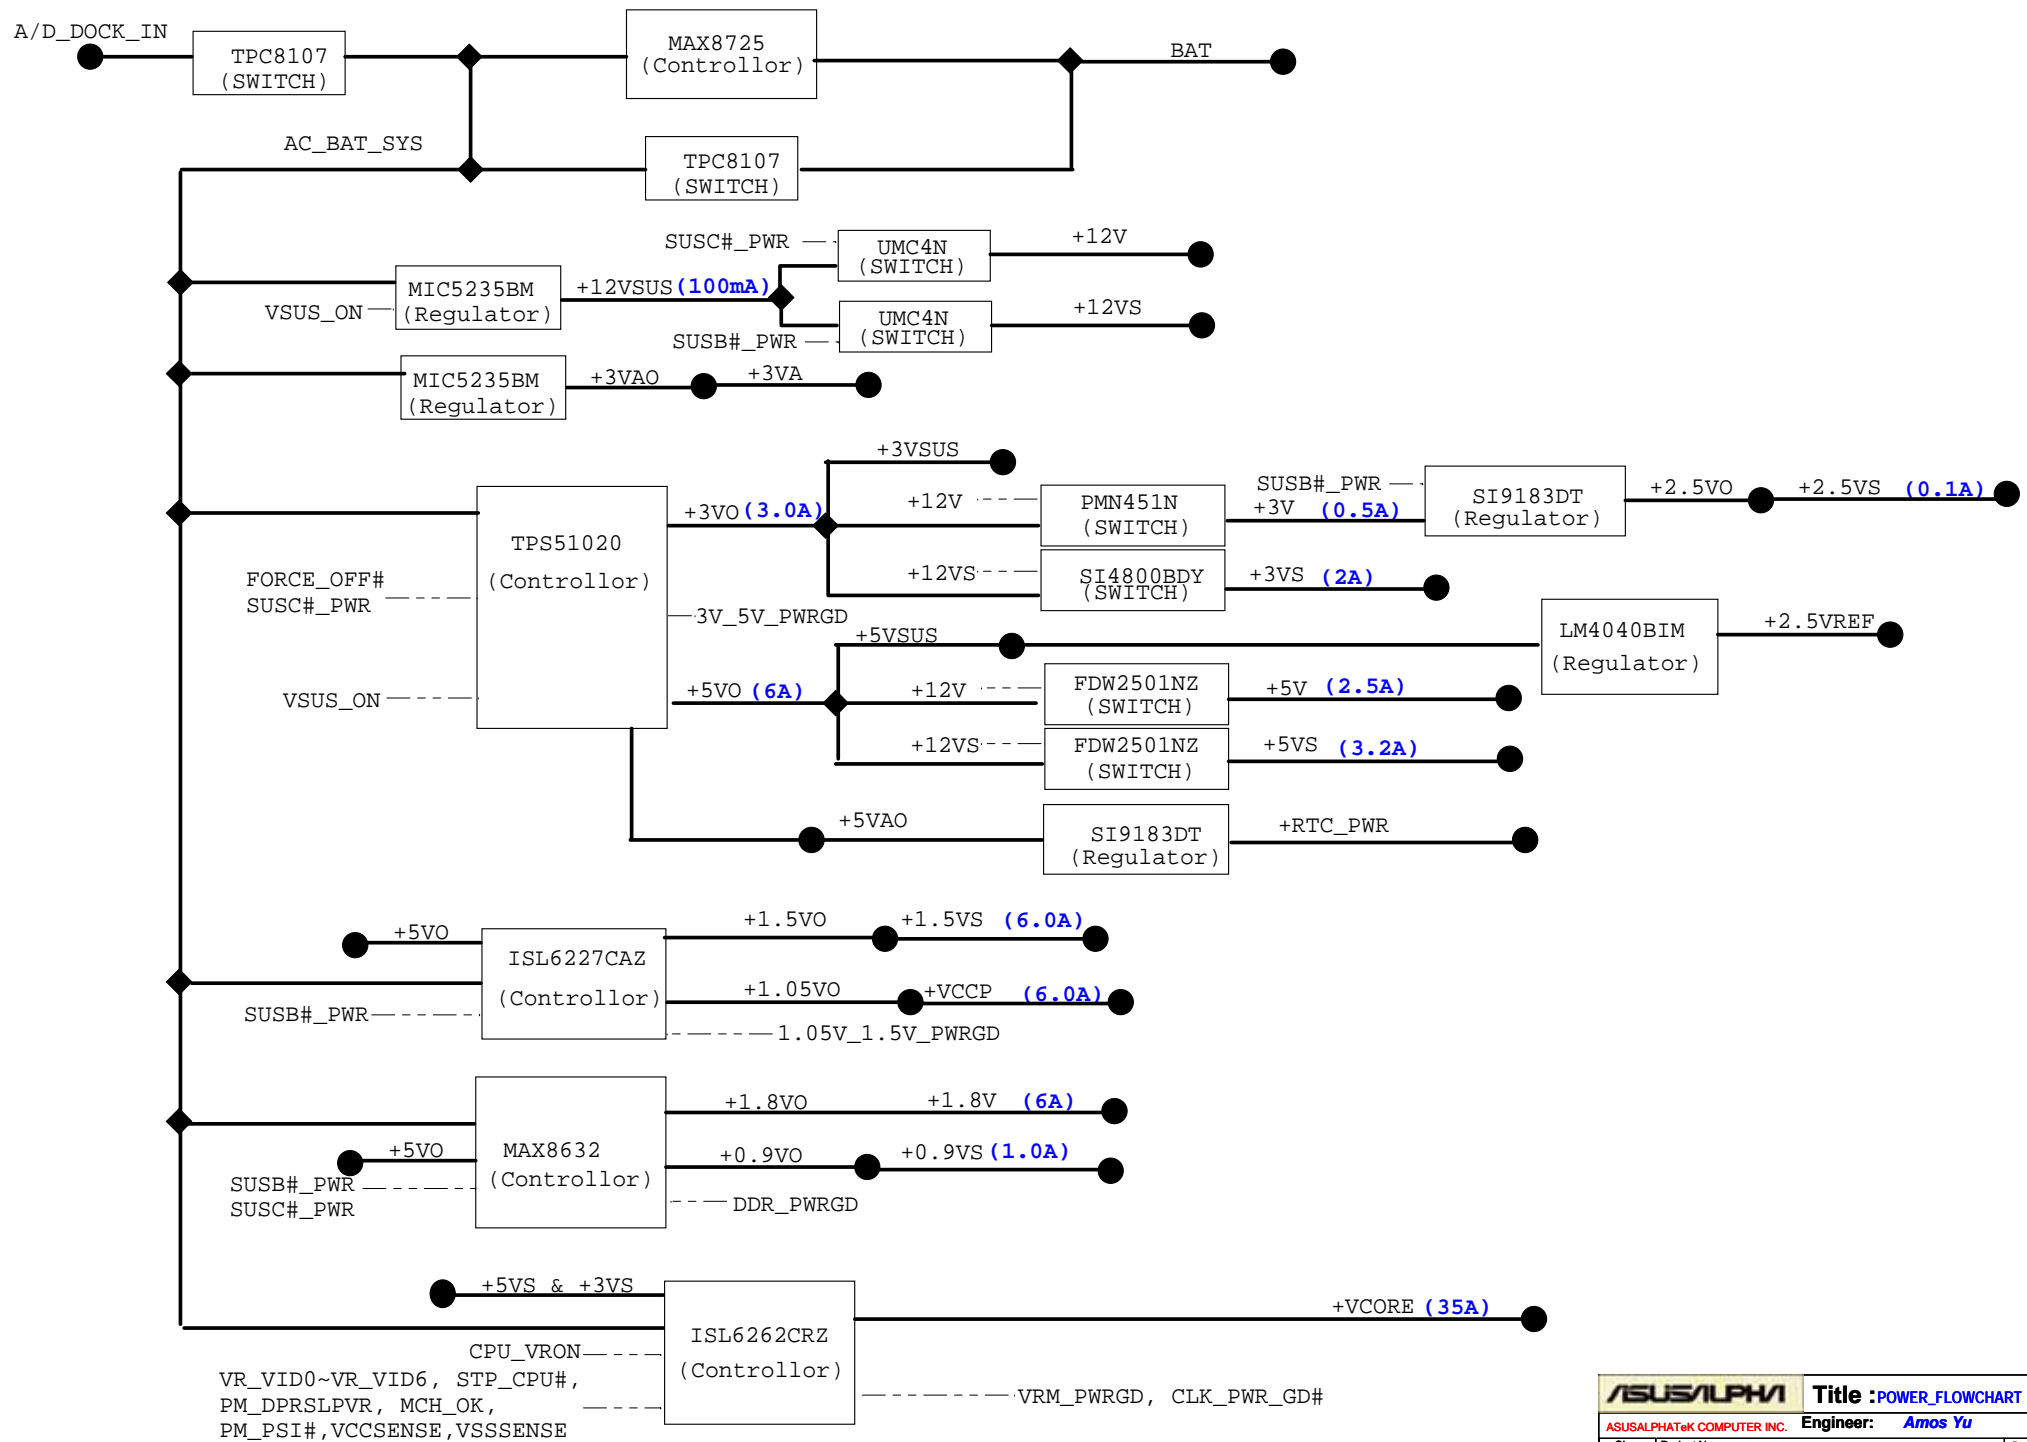 A/D_DOCK_IN
TPC8107
(SWITCH)
MAX8725
(Controllor)
BAT
AC_BAT_SYS
TPC8107
(SWITCH)
SUSC#_PWR
UMC4N
(SWITCH)
+12V
MIC5235BM
(Regulator)
+12VSUS (100mA)
VSUS_ON
UMC4N
(SWITCH)
+12VS
SUSB#_PWR
MIC5235BM
(Regulator)
+3VAO
+3VA
+3VSUS
TPS51020
(Controllor)
+3VO (3.0A)
+12V
PMN451N
(SWITCH)
+3V (0.5A)
SUSB#_PWR
SI9183DT
(Regulator)
+2.5VO
+2.5VS (0.1A)
+12VS
SI4800BDY
(SWITCH)
+3VS (2A)
FORCE_OFF#
SUSC#_PWR
3V_5V_PWRGD
+5VSUS
LM4040BIM
(Regulator)
+2.5VREF
VSUS_ON
+5VO (6A)
+12V
FDW2501NZ
(SWITCH)
+5V (2.5A)
+12VS
FDW2501NZ
(SWITCH)
+5VS (3.2A)
+5VAO
SI9183DT
(Regulator)
+RTC_PWR
+5VO
ISL6227CAZ
(Controllor)
+1.5VO
+1.5VS (6.0A)
+1.05VO
+VCCP (6.0A)
SUSB#_PWR
1.05V_1.5V_PWRGD
MAX8632
(Controllor)
+1.8VO
+1.8V (6A)
+5VO
+0.9VO
+0.9VS (1.0A)
SUSB#_PWR
SUSC#_PWR
DDR_PWRGD
+5VS & +3VS
ISL6262CRZ
(Controllor)
+VCORE (35A)
CPU_VRON
VR_VID0~VR_VID6, STP_CPU#,
PM_DPRSLPVR, MCH_OK,
PM_PSI#,VCCSENSE,VSSSENSE
VRM_PWRGD, CLK_PWR_GD#
ASUSALPHA
Title : POWER_FLOWCHART
ASUSALPHATeK COMPUTER INC.
Engineer: Amos Yu